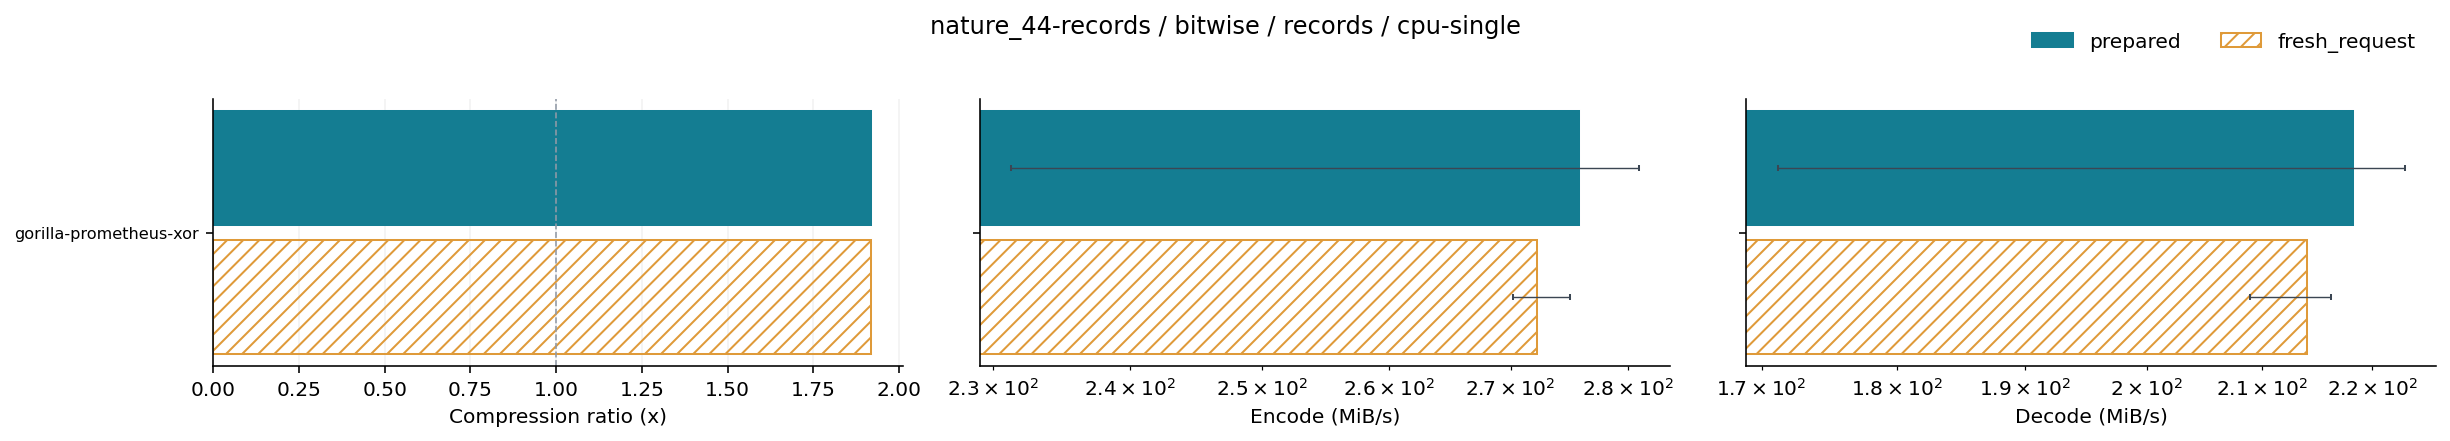 nature_44-records / bitwise / records / cpu-single
prepared
fresh_request
gorilla-prometheus-xor
0.00 0.25 0.50 0.75 1.00 1.25 1.50 1.75 2.00
Compression ratio (x)
2.3 × 10² 2.4 × 10² 2.5 × 10² 2.6 × 10² 2.7 × 10² 2.8 × 10²
Encode (MiB/s)
1.7 × 10² 1.8 × 10² 1.9 × 10² 2 × 10² 2.1 × 10² 2.2 × 10²
Decode (MiB/s)